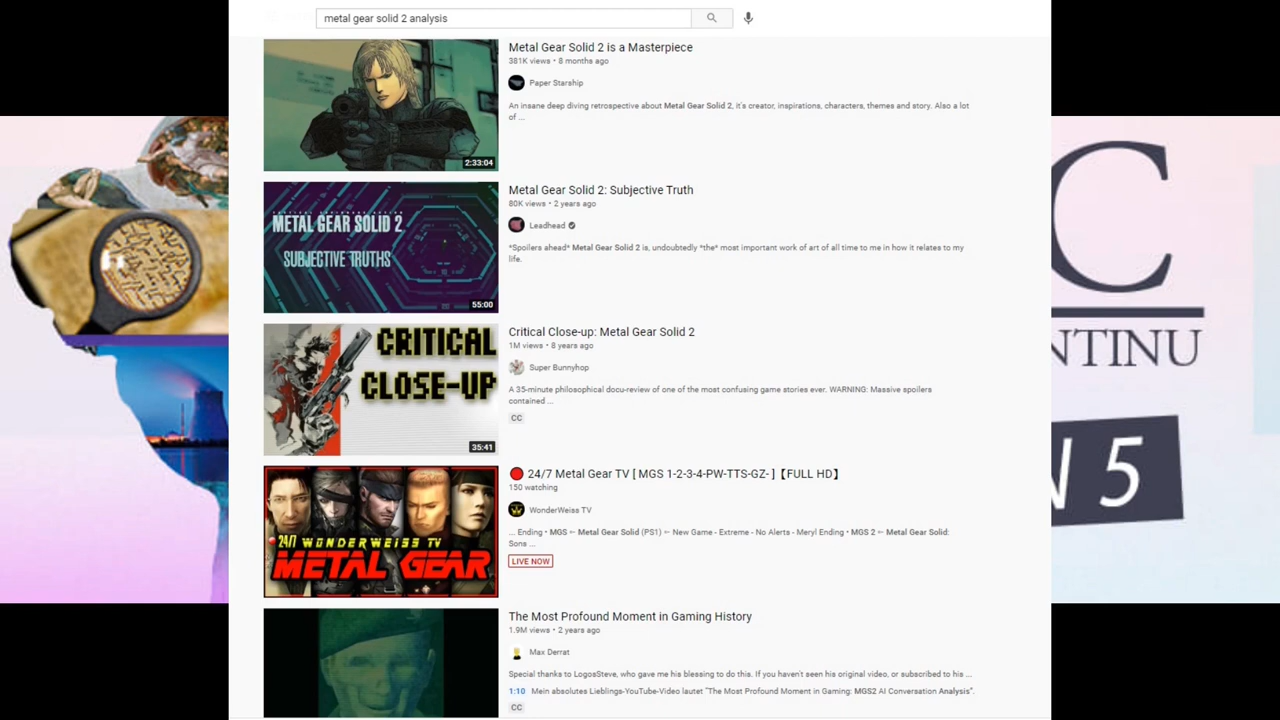 metal gear solid 2 analysis
Metal Gear Solid 2 is a Masterpiece
381K views • 8 months ago
Paper Starship
An insane deep diving retrospective about Metal Gear Solid 2, it's creator, inspirations, characters, themes and story. Also a lot
of ...
2:33:04
Metal Gear Solid 2: Subjective Truth
80K views • 2 years ago
Leadhead
*Spoilers ahead* Metal Gear Solid 2 is, undoubtedly *the* most important work of art of all time to me in how it relates to my
life.
METAL GEAR SOLID 2
SUBJECTIVE TRUTHS
55:00
Critical Close-up: Metal Gear Solid 2
1M views • 8 years ago
Super Bunnyhop
A 35-minute philosophical docu-review of one of the most confusing game stories ever. WARNING: Massive spoilers
contained ...
CC
CRITICAL
CLOSE-UP
35:41
🔴 24/7 Metal Gear TV [ MGS 1-2-3-4-PW-TTS-GZ- ]【FULL HD】
150 watching
WonderWeiss TV
... Ending • MGS ⇽ Metal Gear Solid (PS1) ⇽ New Game - Extreme - No Alerts - Meryl Ending • MGS 2 ⇽ Metal Gear Solid:
Sons ...
LIVE NOW
24/7 WONDERWEISS TV
METAL GEAR
The Most Profound Moment in Gaming History
1.9M views • 2 years ago
Max Derrat
Special thanks to LogosSteve, who gave me his blessing to do this. If you haven't seen his original video, or subscribed to his ...
1:10 Mein absolutes Lieblings-YouTube-Video lautet "The Most Profound Moment in Gaming: MGS2 AI Conversation Analysis".
CC
C
NTINU
5